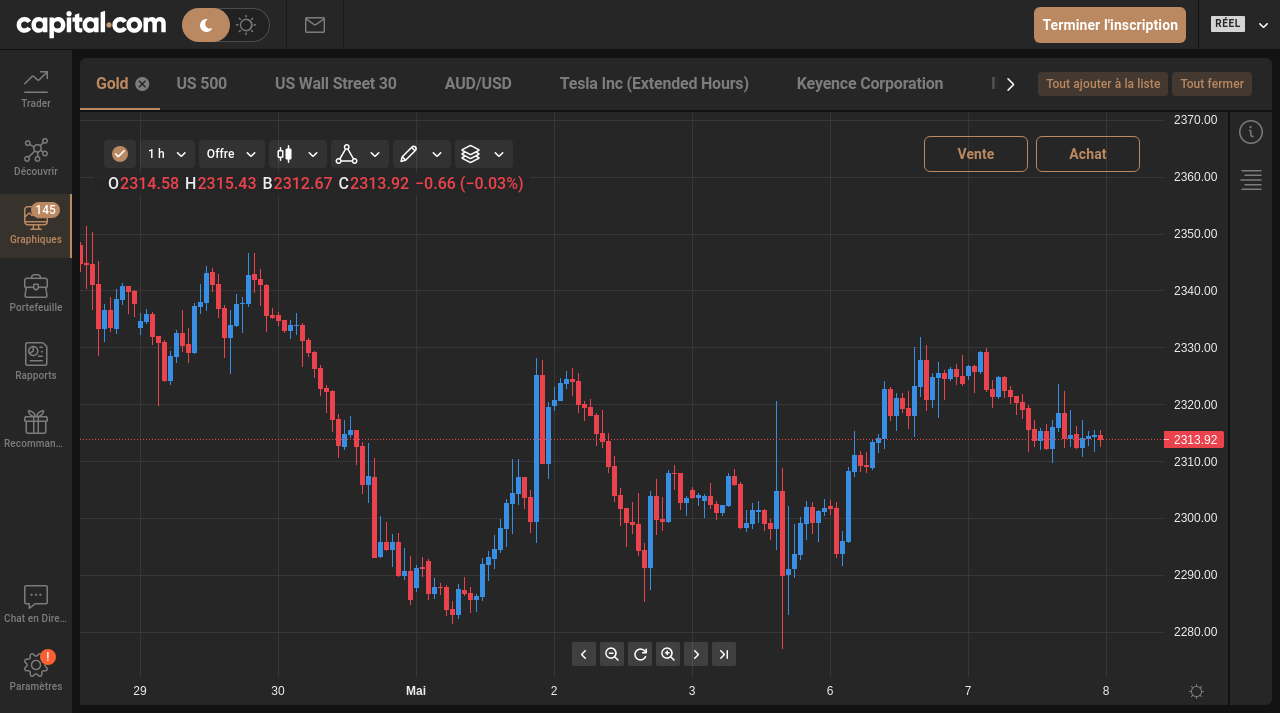 capital.com
Terminer l'inscription
RÉEL
Trader
Découvrir
145
Graphiques
Portefeuille
Rapports
Recomman...
Chat en Dire...
!
Paramètres
Gold US 500 US Wall Street 30 AUD/USD Tesla Inc (Extended Hours) Keyence Corporation
Tout ajouter à la liste Tout fermer
1 h Offre
Vente Achat
O2314.58 H2315.43 B2312.67 C2313.92 −0.66 (−0.03%)
2370.00
2360.00
2350.00
2340.00
2330.00
2320.00
2313.92
2310.00
2300.00
2290.00
2280.00
29 30 Mai 2 3 6 7 8